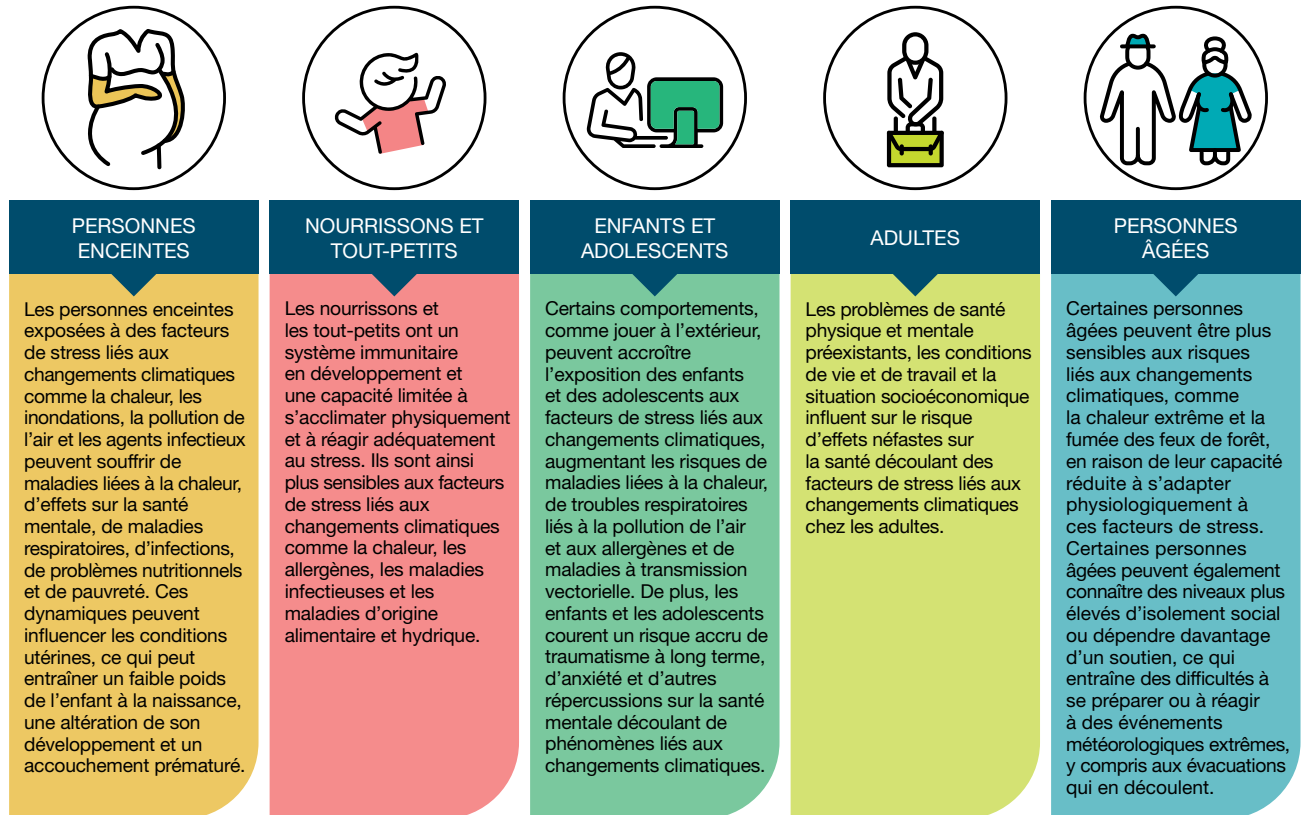 PERSONNES
ENCEINTES
Les personnes enceintes
exposées à des facteurs
de stress liés aux
changements climatiques
comme la chaleur, les
inondations, la pollution de
l’air et les agents infectieux
peuvent souffrir de
maladies liées à la chaleur,
d’effets sur la santé
mentale, de maladies
respiratoires, d’infections,
de problèmes nutritionnels
et de pauvreté. Ces
dynamiques peuvent
influencer les conditions
utérines, ce qui peut
entraîner un faible poids
de l’enfant à la naissance,
une altération de son
développement et un
accouchement prématuré.
NOURRISSONS ET
TOUT-PETITS
Les nourrissons et
les tout-petits ont un
système immunitaire
en développement et
une capacité limitée à
s’acclimater physiquement
et à réagir adéquatement
au stress. Ils sont ainsi
plus sensibles aux facteurs
de stress liés aux
changements climatiques
comme la chaleur, les
allergènes, les maladies
infectieuses et les
maladies d’origine
alimentaire et hydrique.
ENFANTS ET
ADOLESCENTS
Certains comportements,
comme jouer à l’extérieur,
peuvent accroître
l’exposition des enfants
et des adolescents aux
facteurs de stress liés aux
changements climatiques,
augmentant les risques de
maladies liées à la chaleur,
de troubles respiratoires
liés à la pollution de l’air
et aux allergènes et de
maladies à transmission
vectorielle. De plus, les
enfants et les adolescents
courent un risque accru de
traumatisme à long terme,
d’anxiété et d’autres
répercussions sur la santé
mentale découlant de
phénomènes liés aux
changements climatiques.
ADULTES
Les problèmes de santé
physique et mentale
préexistants, les conditions
de vie et de travail et la
situation socioéconomique
influent sur le risque
d’effets néfastes sur
la santé découlant des
facteurs de stress liés aux
changements climatiques
chez les adultes.
PERSONNES
ÂGÉES
Certaines personnes
âgées peuvent être plus
sensibles aux risques
liés aux changements
climatiques, comme
la chaleur extrême et la
fumée des feux de forêt,
en raison de leur capacité
réduite à s’adapter
physiologiquement à
ces facteurs de stress.
Certaines personnes
âgées peuvent également
connaître des niveaux plus
élevés d’isolement social
ou dépendre davantage
d’un soutien, ce qui
entraîne des difficultés à
se préparer ou à réagir
à des événements
météorologiques extrêmes,
y compris aux évacuations
qui en découlent.